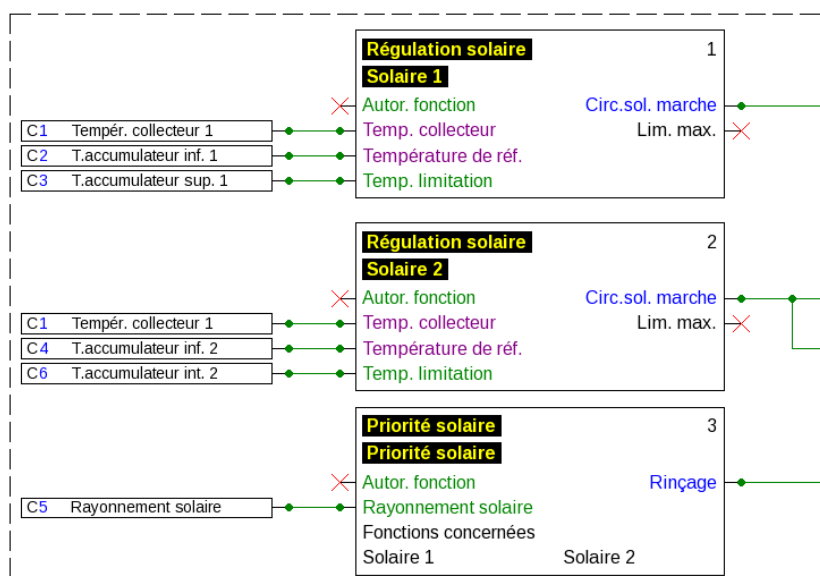 Régulation solaire 1
Solaire 1
Autor. fonction Circ.sol. marche
C1 Tempér. collecteur 1 Temp. collecteur Lim. max.
C2 T.accumulateur inf. 1 Température de réf.
C3 T.accumulateur sup. 1 Temp. limitation
Régulation solaire 2
Solaire 2
Autor. fonction Circ.sol. marche
C1 Tempér. collecteur 1 Temp. collecteur Lim. max.
C4 T.accumulateur inf. 2 Température de réf.
C6 T.accumulateur int. 2 Temp. limitation
Priorité solaire 3
Priorité solaire
Autor. fonction Rinçage
C5 Rayonnement solaire Rayonnement solaire
Fonctions concernées
Solaire 1 Solaire 2